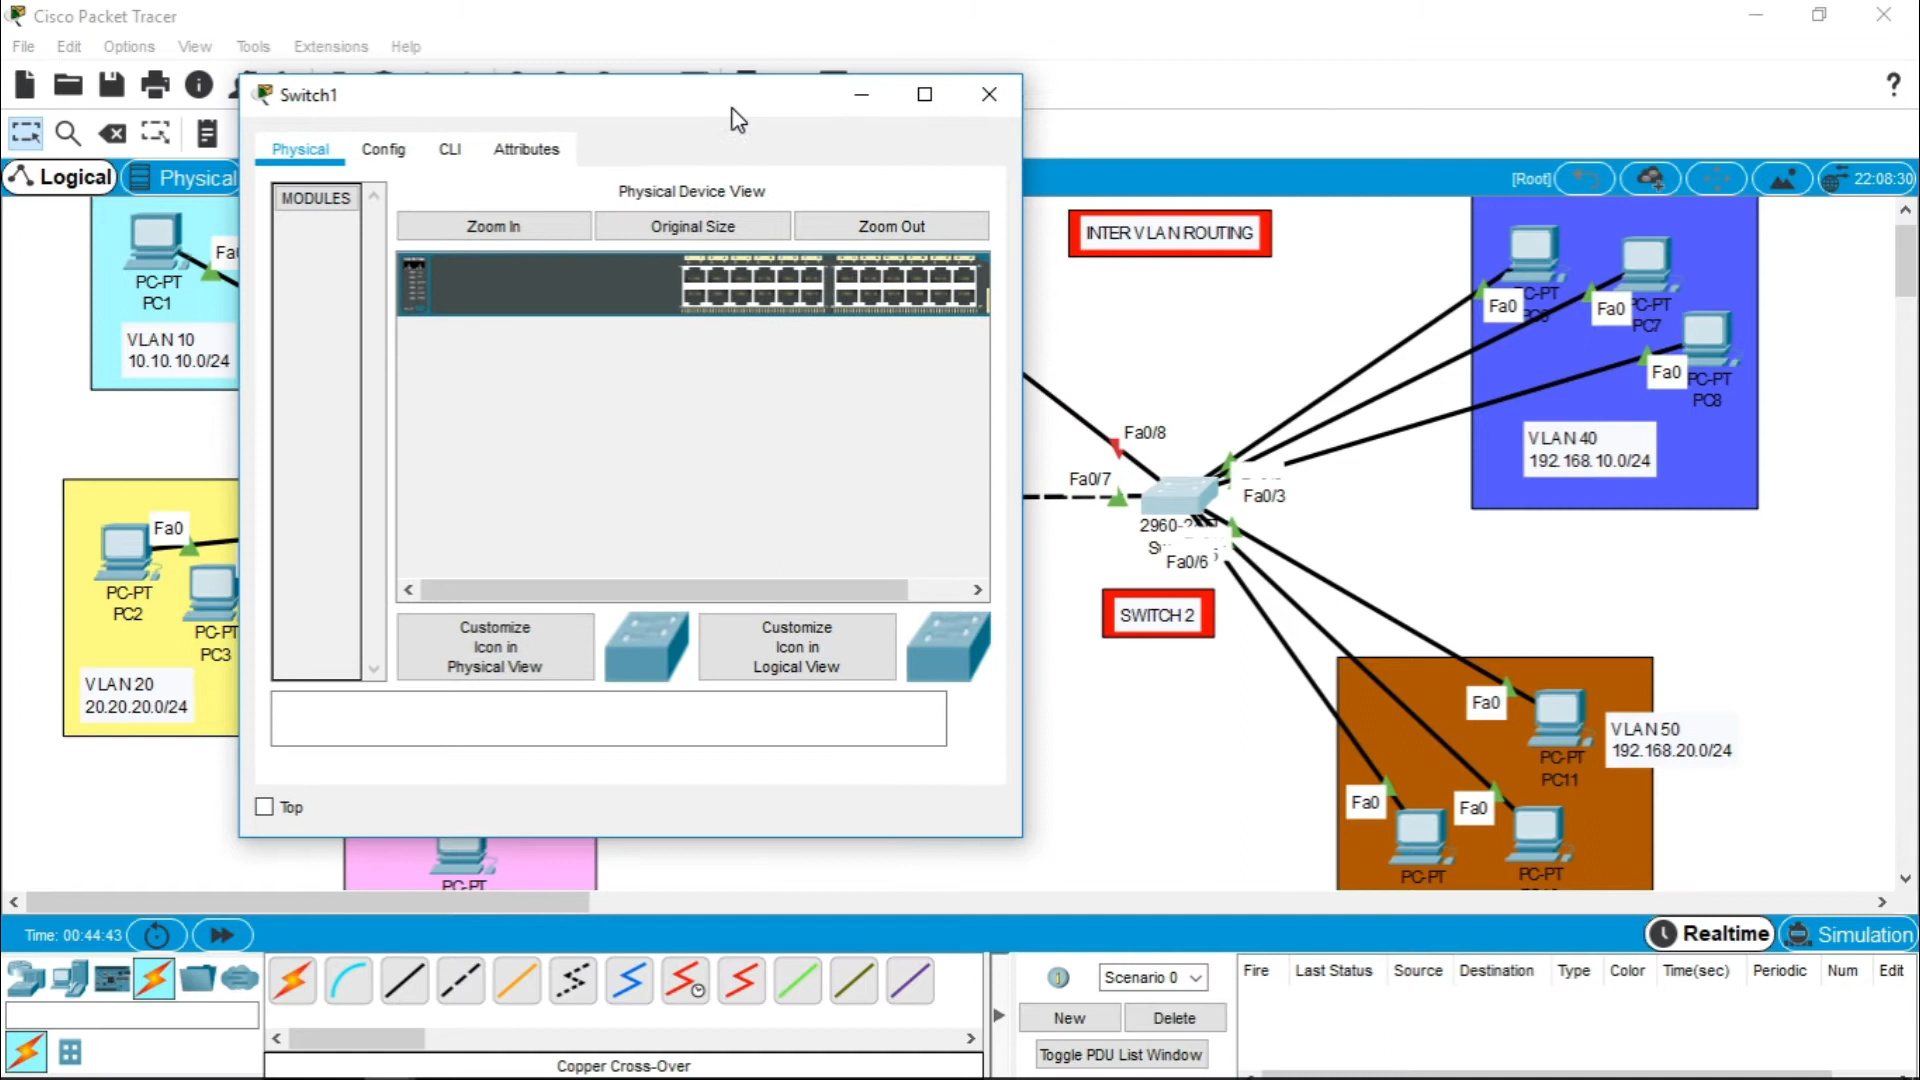 Cisco Packet Tracer
File Edit Options View Tools Extensions Help
Switch1
Physical Config CLI Attributes
Logical
Physical
[Root]
22:08:30
MODULES
Physical Device View
Zoom In
Original Size
Zoom Out
Customize
Icon in
Physical View
Customize
Icon in
Logical View
Top
INTER VLAN ROUTING
PC-PT
PC1
VLAN 10
10.10.10.0/24
Fa0
PC-PT
PC2
PC-PT
PC3
VLAN 20
20.20.20.0/24
PC-PT
Fa0/8
Fa0/7
Fa0/3
Fa0/6
SWITCH 2
Fa0
Fa0
PC-PT
PC7
Fa0
PC-PT
PC8
VLAN 40
192.168.10.0/24
Fa0
PC-PT
PC11
VLAN 50
192.168.20.0/24
Fa0
Fa0
PC-PT
PC-PT
Time: 00:44:43
Realtime
Simulation
Copper Cross-Over
Scenario 0
New
Delete
Toggle PDU List Window
Fire Last Status Source Destination Type Color Time(sec) Periodic Num Edit